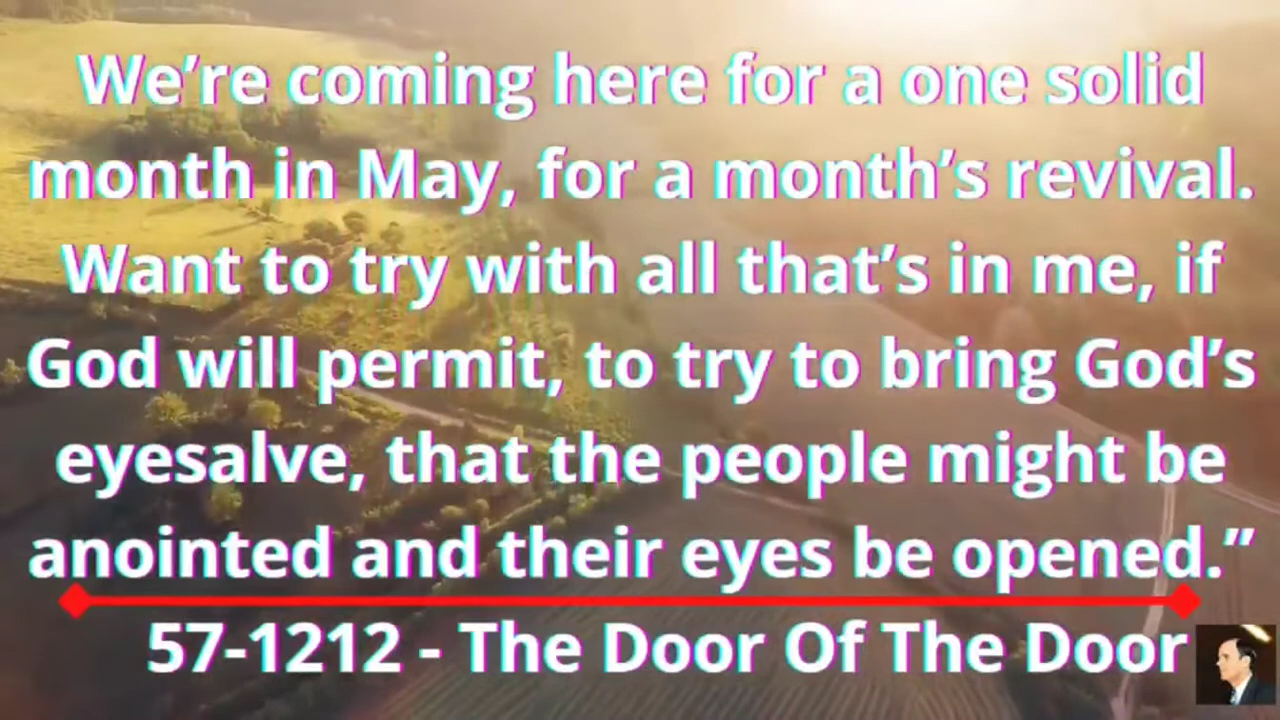 We’re coming here for a one solid
month in May, for a month’s revival.
Want to try with all that’s in me, if
God will permit, to try to bring God’s
eyesalve, that the people might be
anointed and their eyes be opened.”
57-1212 - The Door Of The Door